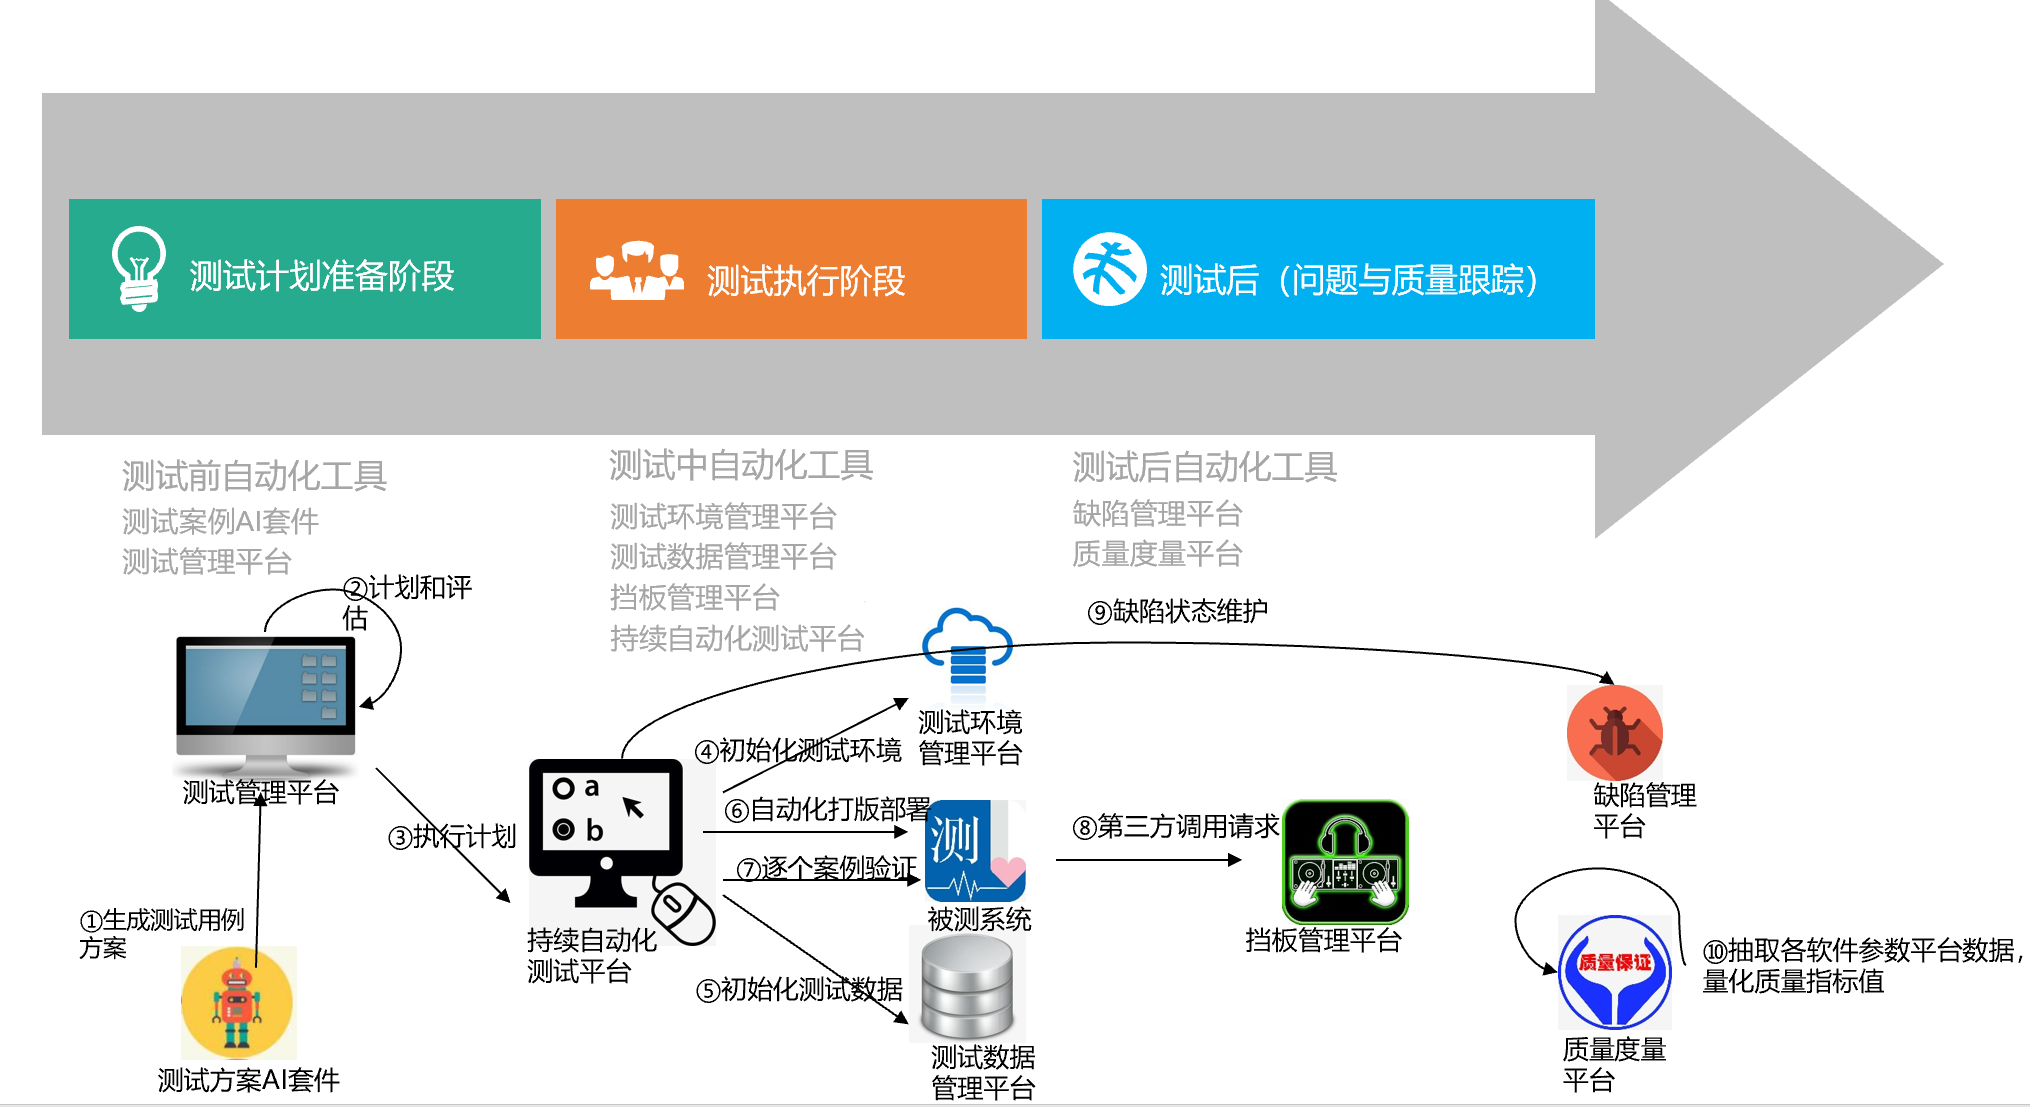 测试计划准备阶段
测试执行阶段
测试后（问题与质量跟踪）
测试前自动化工具
测试案例AI套件
测试管理平台
测试中自动化工具
测试环境管理平台
测试数据管理平台
挡板管理平台
持续自动化测试平台
测试后自动化工具
缺陷管理平台
质量度量平台
②计划和评
估
⑨缺陷状态维护
测试管理平台
③执行计划
①生成测试用例
方案
测试方案AI套件
a
b
持续自动化
测试平台
④初始化测试环境
⑥自动化打版部署
⑦逐个案例验证
⑤初始化测试数据
测试环境
管理平台
测
被测系统
测试数据
管理平台
⑧第三方调用请求
挡板管理平台
缺陷管理
平台
质量保证
质量度量
平台
⑩抽取各软件参数平台数据，
量化质量指标值